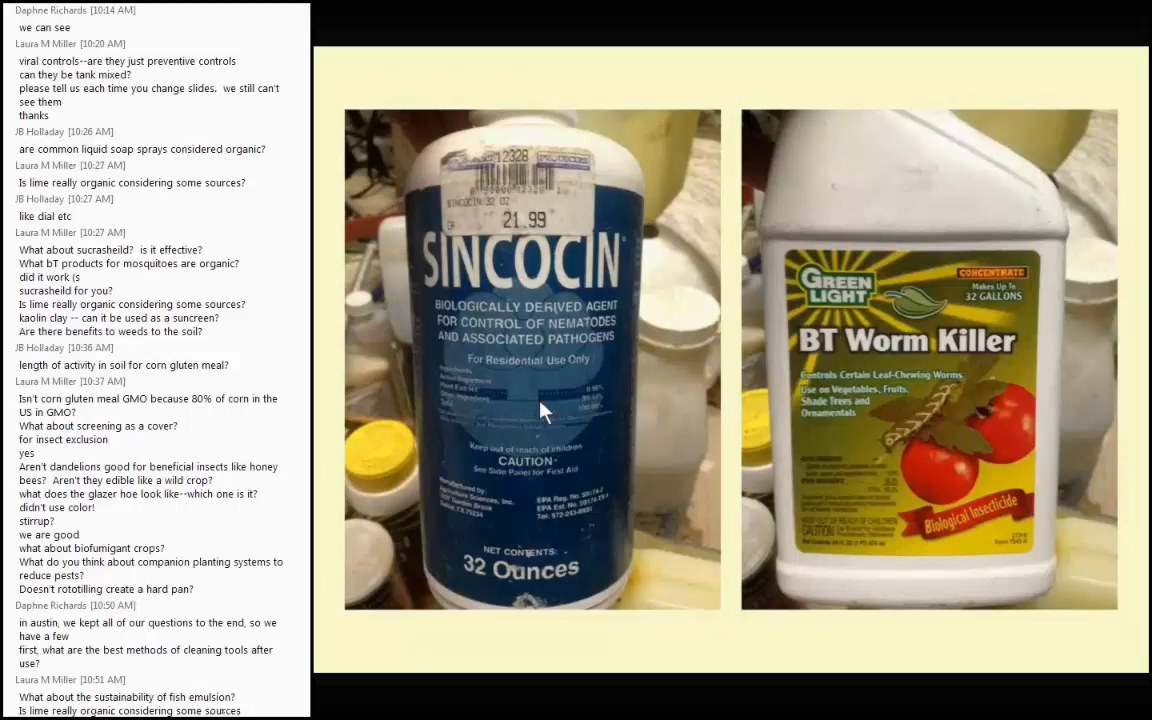 Daphne Richards [10:14 AM]
we can see
Laura M Miller [10:20 AM]
viral controls--are they just preventive controls
can they be tank mixed?
please tell us each time you change slides.  we still can't
see them
thanks
JB Holladay [10:26 AM]
are common liquid soap sprays considered organic?
Laura M Miller [10:27 AM]
Is lime really organic considering some sources?
JB Holladay [10:27 AM]
like dial etc
Laura M Miller [10:27 AM]
What about sucrasheild?  is it effective?
What bT products for mosquitoes are organic?
did it work (s
sucrasheild for you?
Is lime really organic considering some sources?
kaolin clay -- can it be used as a suncreen?
Are there benefits to weeds to the soil?
JB Holladay [10:36 AM]
length of activity in soil for corn gluten meal?
Laura M Miller [10:37 AM]
Isn't corn gluten meal GMO because 80% of corn in the
US in GMO?
What about screening as a cover?
for insect exclusion
yes
Aren't dandelions good for beneficial insects like honey
bees?  Aren't they edible like a wild crop?
what does the glazer hoe look like--which one is it?
didn't use color!
stirrup?
we are good
what about biofumigant crops?
What do you think about companion planting systems to
reduce pests?
Doesn't rototilling create a hard pan?
Daphne Richards [10:50 AM]
in austin, we kept all of our questions to the end, so we
have a few
first, what are the best methods of cleaning tools after
use?
Laura M Miller [10:51 AM]
What about the sustainability of fish emulsion?
Is lime really organic considering some sources
12328
SINCOCIN 32 OZ
21.99
SINCOCIN
BIOLOGICALLY DERIVED AGENT
FOR CONTROL OF NEMATODES
AND ASSOCIATED PATHOGENS
For Residential Use Only
Keep out of reach of children
CAUTION
See Side Panel for First Aid
Manufactured by:
NET CONTENTS:
32 Ounces
GREEN
LIGHT
CONCENTRATE
Makes Up To
32 GALLONS
BT Worm Killer
Controls Certain Leaf-Chewing Worms
Use on Vegetables, Fruits,
Shade Trees and
Ornamentals
KEEP OUT OF REACH OF CHILDREN
CAUTION
Biological Insecticide